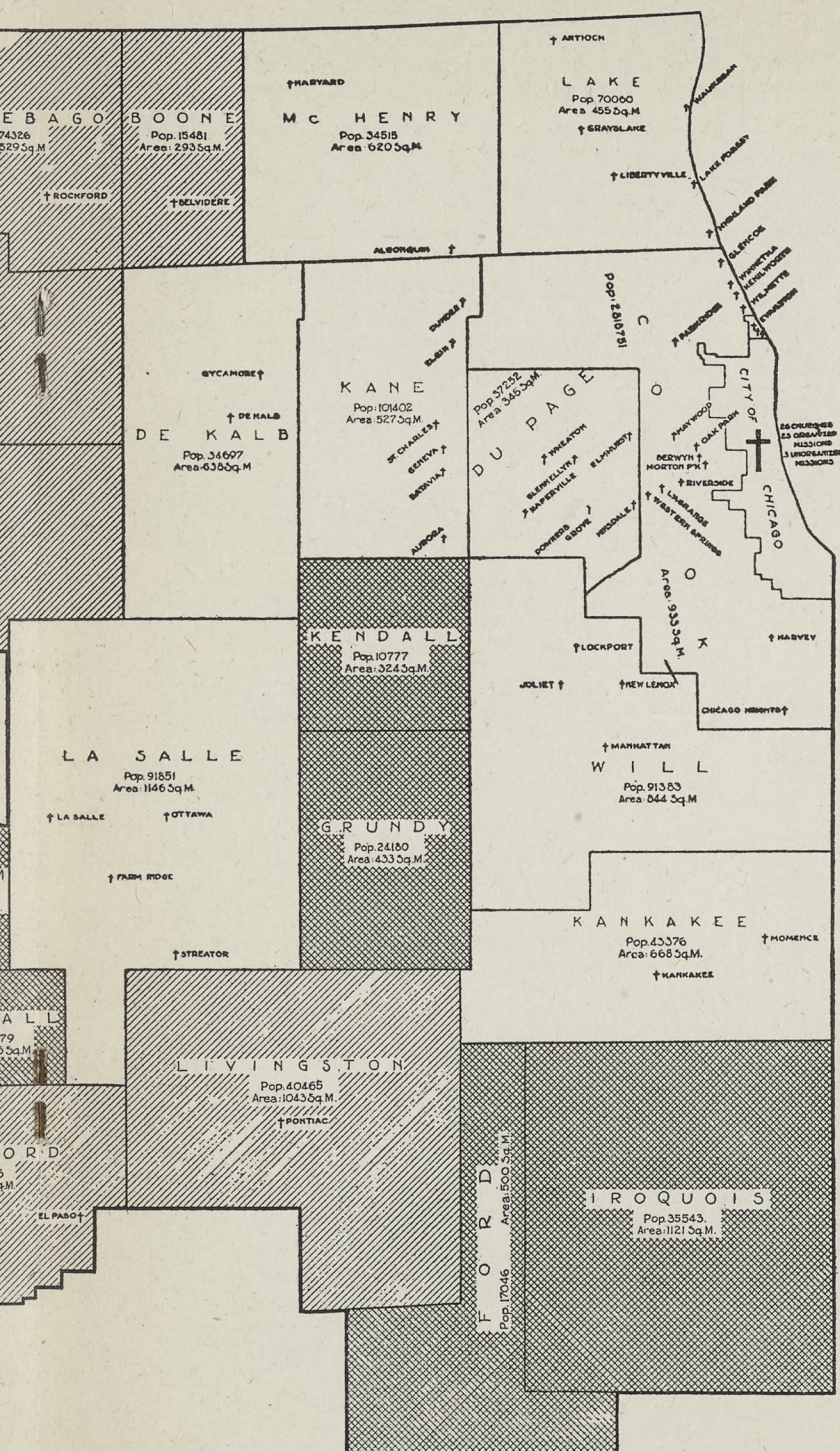 EBAGO
74326
529 Sq.M
† ROCKFORD
BOONE
Pop. 15481
Area: 293 Sq.M.
† BELVIDERE
† HARVARD
Mc HENRY
Pop. 34515
Area 620 Sq.M
ALGONQUIN †
† ANTIOCH
LAKE
Pop 70060
Area 455 Sq.M
† GRAYSLAKE
† LIBERTYVILLE
† WAUKEGAN
† LAKE FOREST
† HIGHLAND PARK
† GLENCOE
† WINNETKA
† KENILWORTH
† WILMETTE
EVANSTON
SYCAMORE †
† DE KALB
DE KALB
Pop. 34697
Area-638 Sq.M
DUNDEE †
ELGIN †
KANE
Pop: 101402
Area: 527 Sq.M.
ST. CHARLES †
GENEVA †
BATAVIA †
AURORA †
Pop 37232
Area: 345 Sq.M.
DU PAGE
† WHEATON
GLEN ELLYN †
† NAPERVILLE
ELMHURST †
DOWNERS
GROVE
HINSDALE †
COOK
Pop: 2818751
Area: 933 Sq.M.
† PARKRIDGE
† MAYWOOD
† OAK PARK
BERWYN †
MORTON P'K †
† RIVERSIDE
† LAGRANGE
† WESTERN SPRINGS
CITY OF
CHICAGO
26 CHURCHES
23 ORGANIZED
MISSIONS
3 UNORGANIZED
MISSIONS
† HARVEY
CHICAGO HEIGHTS †
KENDALL
Pop. 10777
Area: 324 Sq.M.
† LOCKPORT
JOLIET †
† NEW LENOX
† MANHATTAN
WILL
Pop. 91383
Area: 844 Sq.M
LA SALLE
Pop. 91851
Area: 1146 Sq.M.
† LA SALLE
† OTTAWA
† FARM RIDGE
† STREATOR
GRUNDY
Pop. 24180
Area: 433 Sq.M.
KANKAKEE
Pop. 43376
Area: 668 Sq.M.
† MOMENCE
† KANKAKEE
ALL
79
Sq.M
LIVINGSTON
Pop. 40465
Area: 1043 Sq.M.
† PONTIAC
ORD
EL PASO †
FORD
Pop. 17046
Area: 500 Sq.M.
IROQUOIS
Pop. 35543.
Area: 1121 Sq.M.